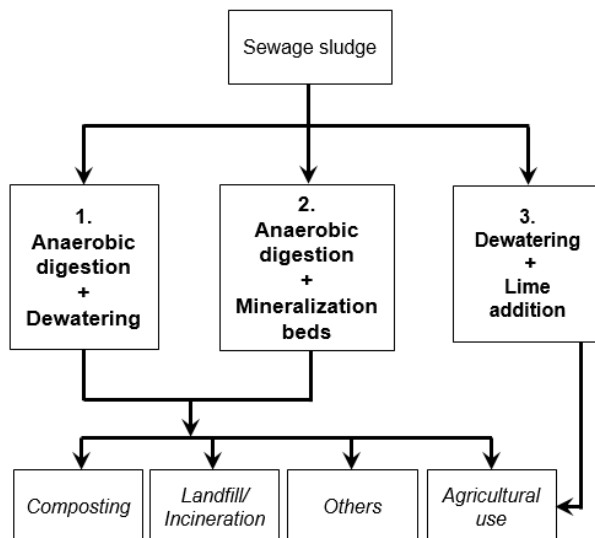 Sewage sludge
1.
Anaerobic
digestion
+
Dewatering
2.
Anaerobic
digestion
+
Mineralization
beds
3.
Dewatering
+
Lime
addition
Composting
Landfill/
Incineration
Others
Agricultural
use